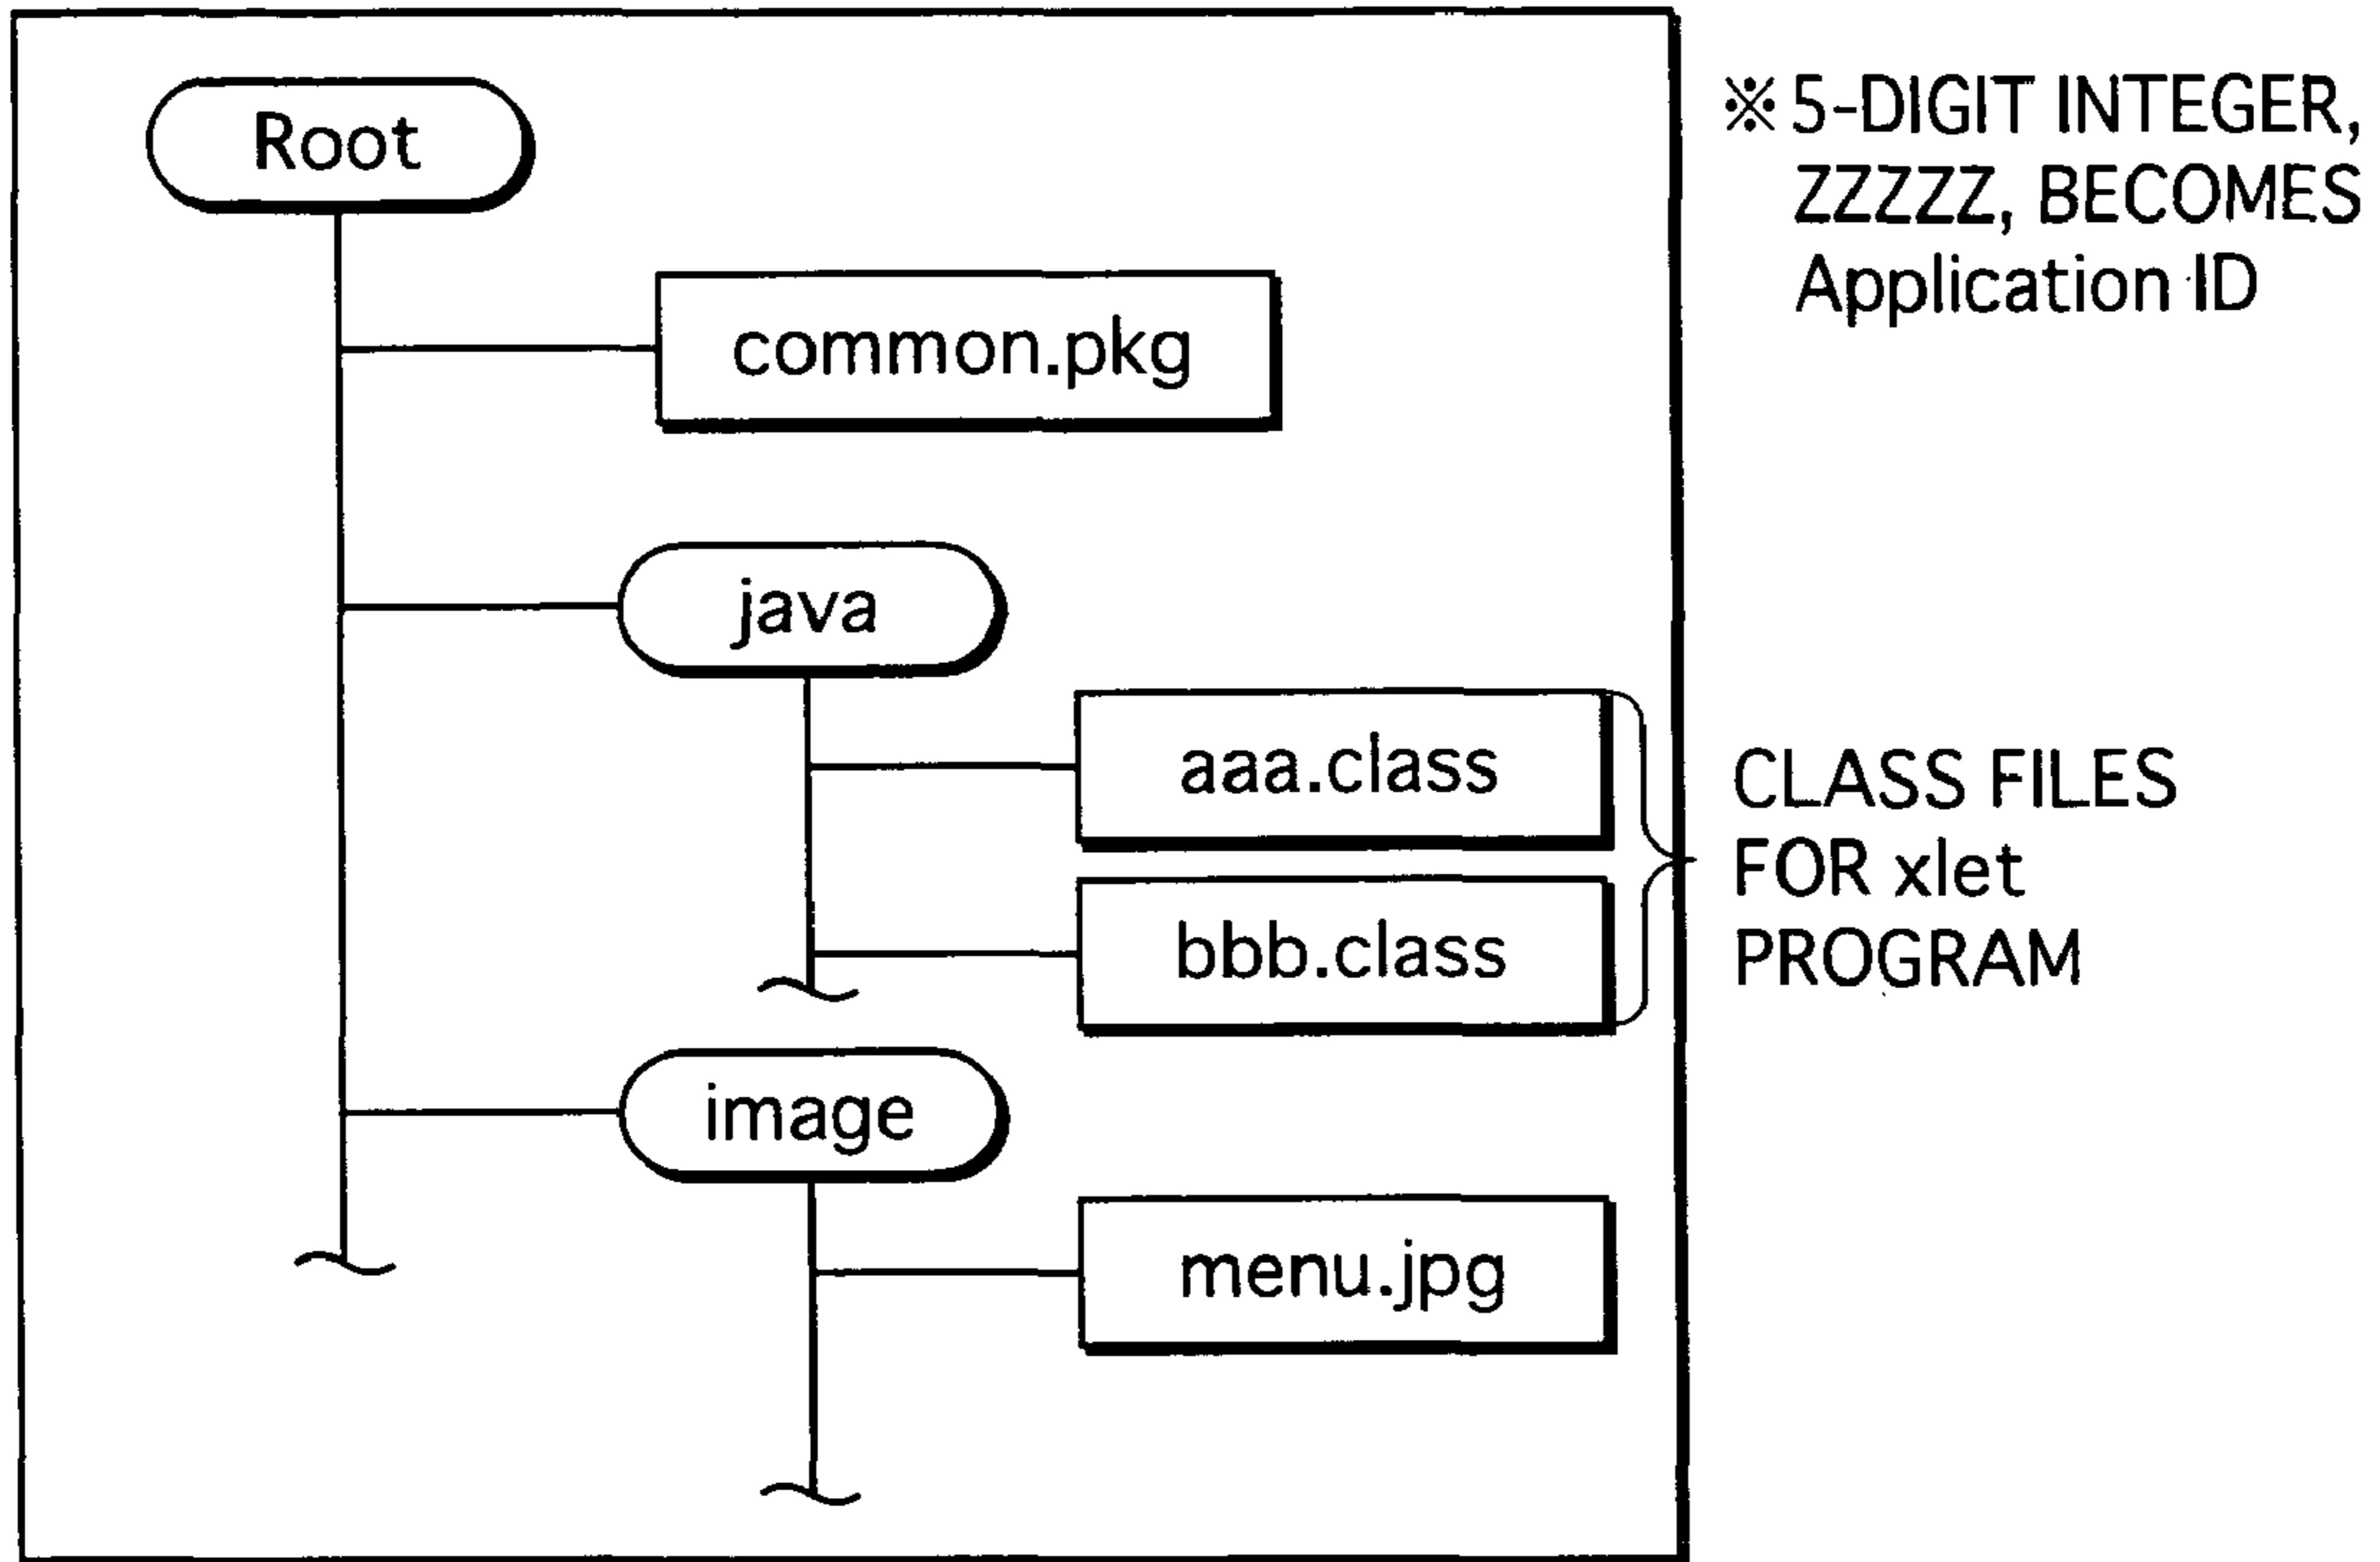 Root
※ 5-DIGIT INTEGER,
ZZZZZ, BECOMES
Application ID
common.pkg
java
aaa.class
CLASS FILES
FOR xlet
PROGRAM
bbb.class
image
menu.jpg